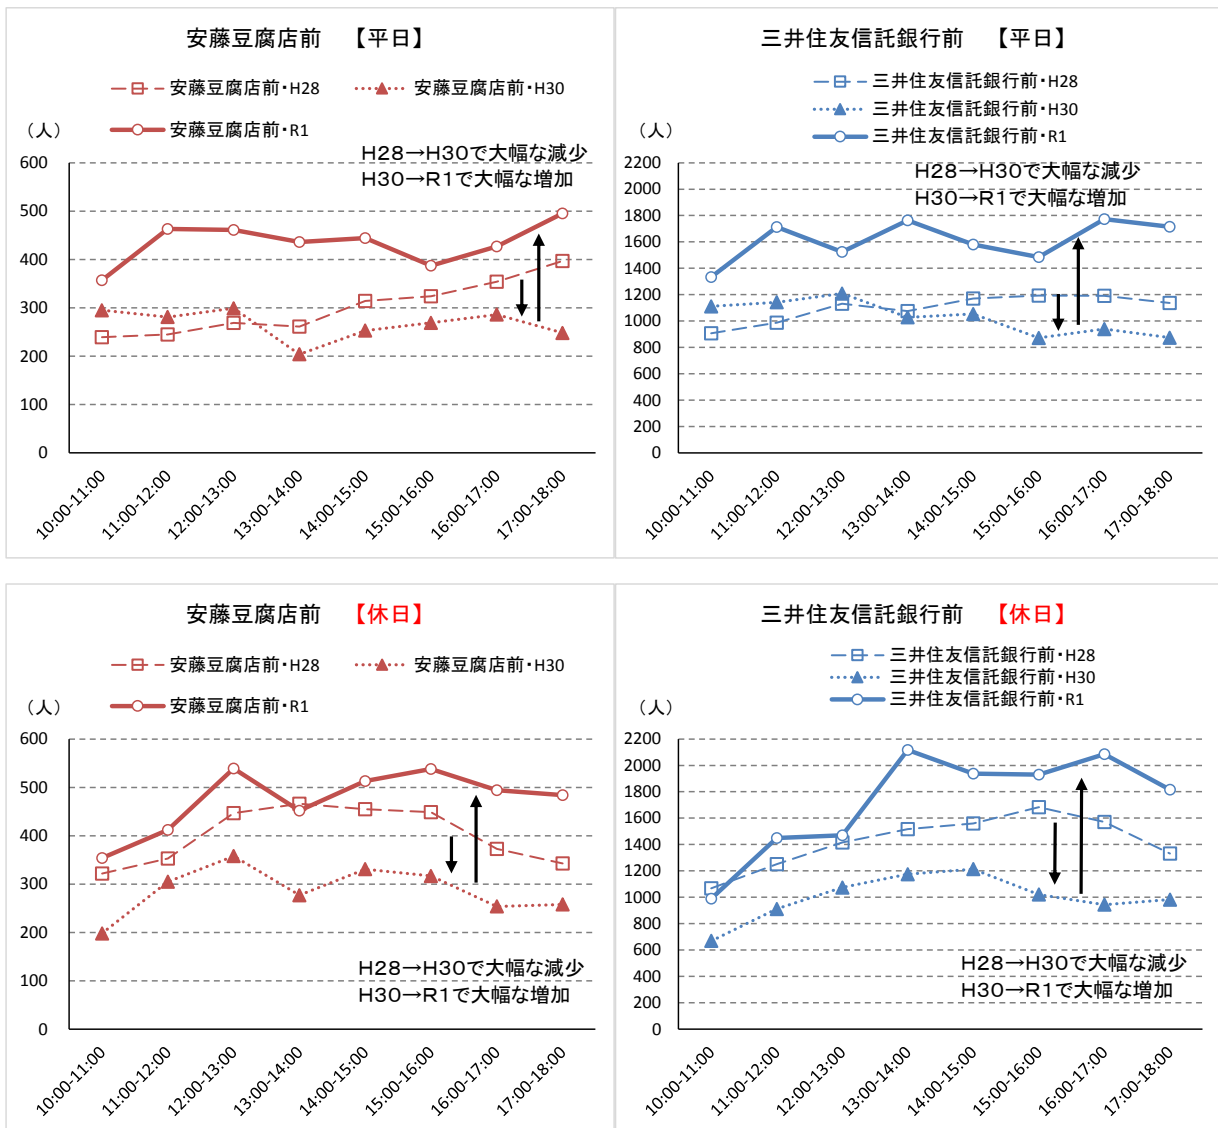 安藤豆腐店前 【平日】
安藤豆腐店前・H28
安藤豆腐店前・H30
安藤豆腐店前・R1
（人）
H28→H30で大幅な減少
H30→R1で大幅な増加
600
500
400
300
200
100
0
10:00-11:00
11:00-12:00
12:00-13:00
13:00-14:00
14:00-15:00
15:00-16:00
16:00-17:00
17:00-18:00
三井住友信託銀行前 【平日】
三井住友信託銀行前・H28
三井住友信託銀行前・H30
三井住友信託銀行前・R1
（人）
H28→H30で大幅な減少
H30→R1で大幅な増加
2200
2000
1800
1600
1400
1200
1000
800
600
400
200
0
10:00-11:00
11:00-12:00
12:00-13:00
13:00-14:00
14:00-15:00
15:00-16:00
16:00-17:00
17:00-18:00
安藤豆腐店前 【休日】
安藤豆腐店前・H28
安藤豆腐店前・H30
安藤豆腐店前・R1
（人）
600
500
400
300
200
100
0
H28→H30で大幅な減少
H30→R1で大幅な増加
10:00-11:00
11:00-12:00
12:00-13:00
13:00-14:00
14:00-15:00
15:00-16:00
16:00-17:00
17:00-18:00
三井住友信託銀行前 【休日】
三井住友信託銀行前・H28
三井住友信託銀行前・H30
三井住友信託銀行前・R1
（人）
2200
2000
1800
1600
1400
1200
1000
800
600
400
200
0
H28→H30で大幅な減少
H30→R1で大幅な増加
10:00-11:00
11:00-12:00
12:00-13:00
13:00-14:00
14:00-15:00
15:00-16:00
16:00-17:00
17:00-18:00